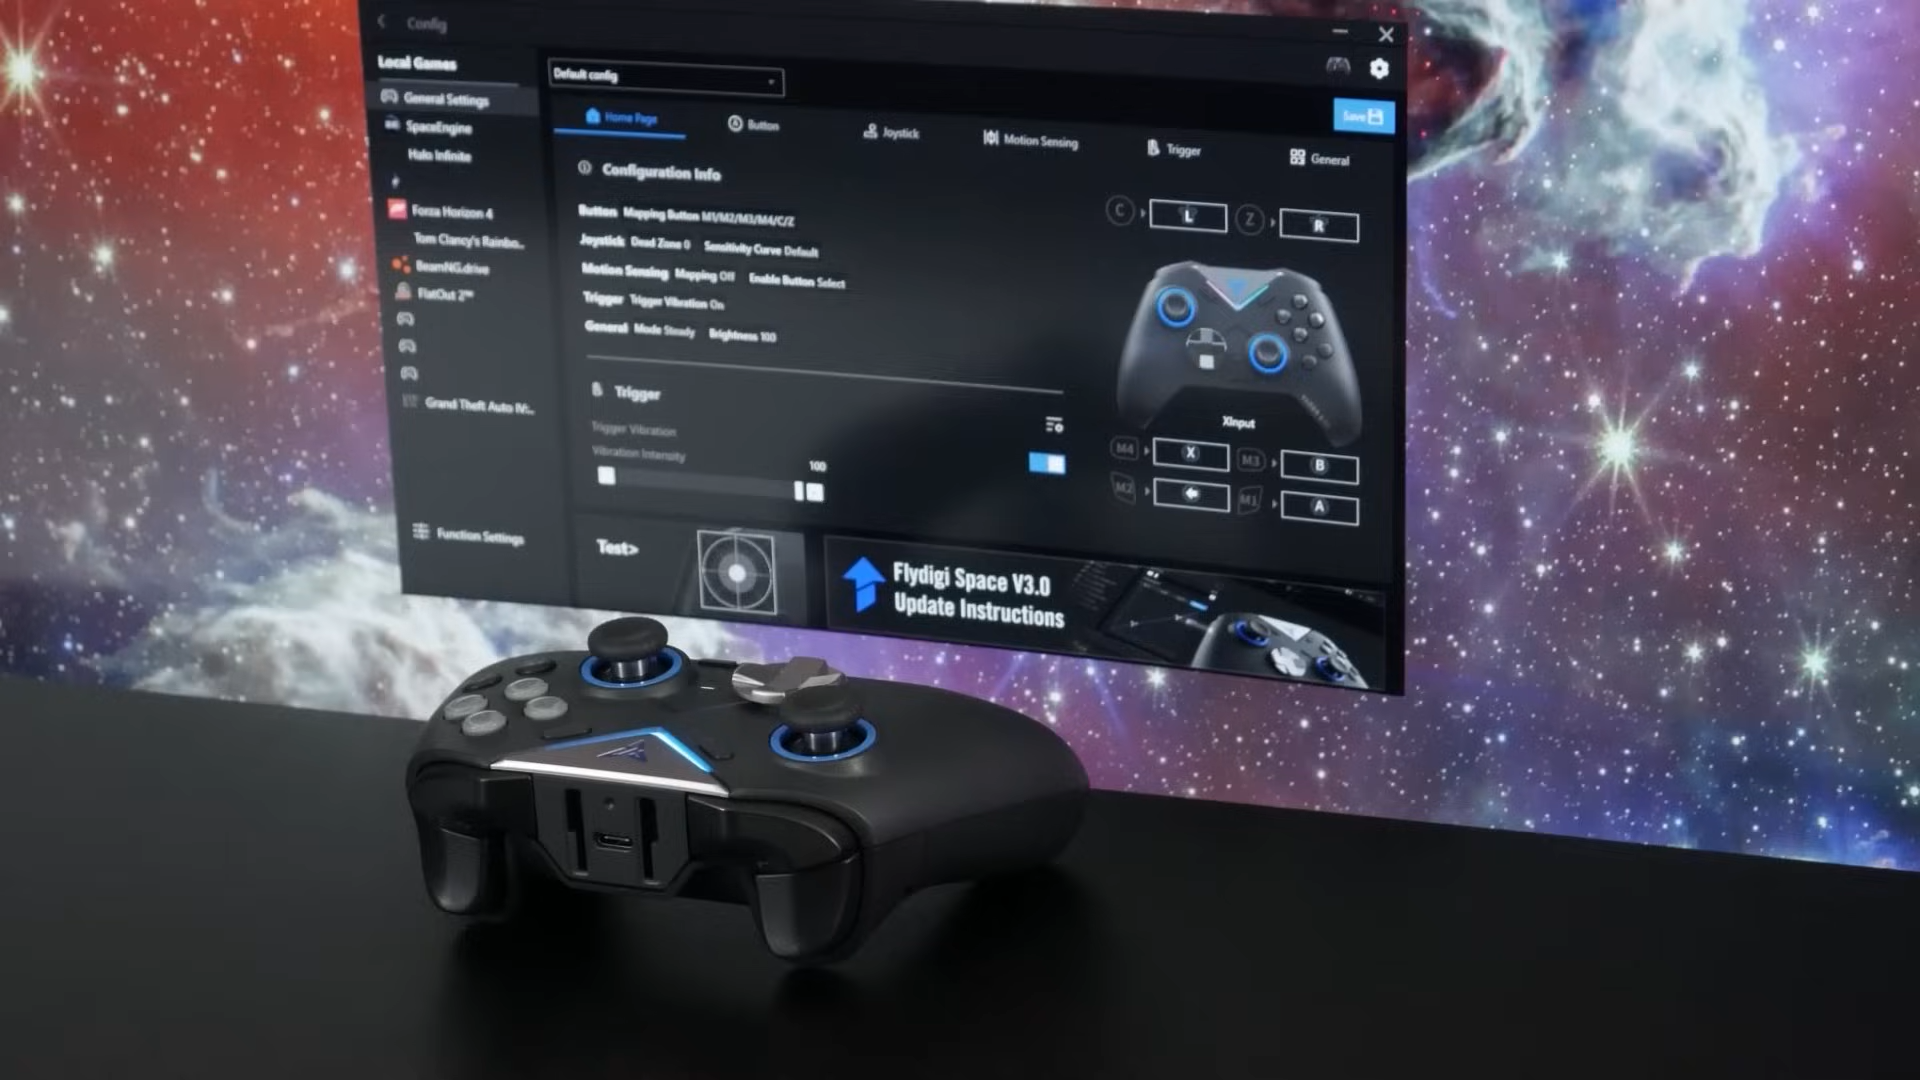 Config
Local Games
General Settings
SpaceEngine
Halo Infinite
Forza Horizon 4
Tom Clancy's Rainbo...
BeamNG.drive
FlatOut 2™
Grand Theft Auto IV:..
Function Settings
Default config
Save
Home Page
Button
Joystick
Motion Sensing
Trigger
General
Configuration Info
Button Mapping Button M1/M2/M3/M4/C/Z
Joystick Dead Zone 0 Sensitivity Curve Default
Motion Sensing Mapping Off Enable Button Select
Trigger Trigger Vibration On
General Mode Steady Brightness 100
Trigger
Trigger Vibration
Vibration Intensity
100
C L Z R
XInput
M4 X M3 B
M2 M1 A
Test>
Flydigi Space V3.0
Update Instructions